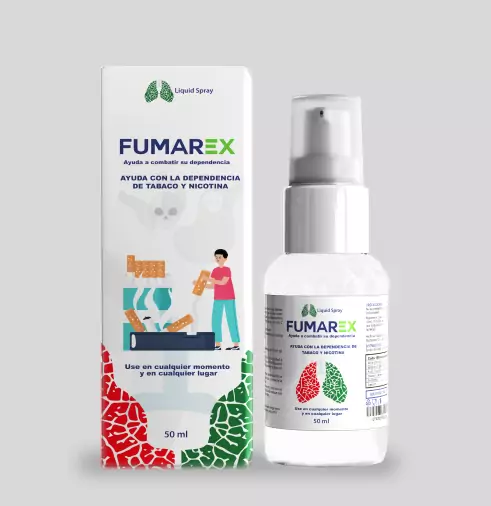 Liquid Spray
FUMAREX
Ayuda a combatir su dependencia
AYUDA CON LA DEPENDENCIA
DE TABACO Y NICOTINA
Use en cualquier momento
y en cualquier lugar
50 ml
Liquid Spray
FUMAREX
Ayuda a combatir su dependencia
AYUDA CON LA DEPENDENCIA DE
TABACO Y NICOTINA
Use en cualquier momento
y en cualquier lugar
50 ml